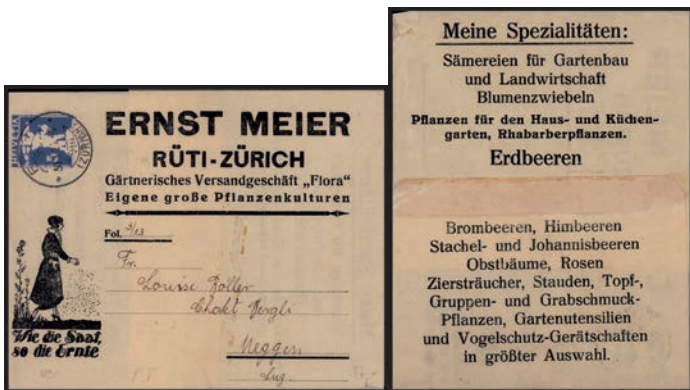 ERNST MEIER
RÜTI-ZÜRICH
Gärtnerisches Versandgeschäft „Flora"
Eigene große Pflanzenkulturen
Fol. 3/13
Fr.
Louise
Meggen
Luz.
Wie die Saat,
so die Ernte
Meine Spezialitäten:
Sämereien für Gartenbau
und Landwirtschaft
Blumenzwiebeln
Pflanzen für den Haus- und Küchen-
garten, Rhabarberpflanzen.
Erdbeeren
Brombeeren, Himbeeren
Stachel- und Johannisbeeren
Obstbäume, Rosen
Ziersträucher, Stauden, Topf-,
Gruppen- und Grabschmuck-
Pflanzen, Gartenutensilien
und Vogelschutz-Gerätschaften
in größter Auswahl.